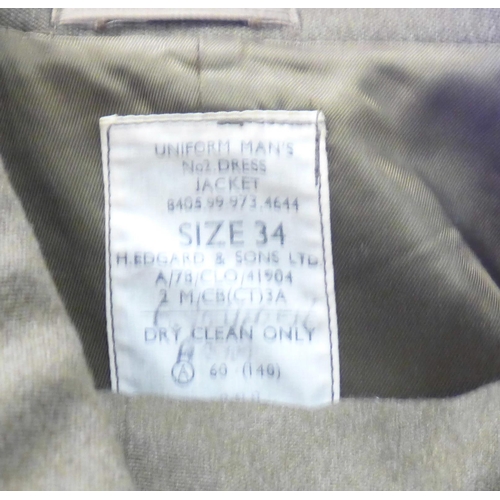 UNIFORM MAN'S
No2 DRESS
JACKET
8405.99.973.4644
SIZE 34
H.EDGARD & SONS LTD
A/78/CLO/41904
2 M/CB(CT)3A
DRY CLEAN ONLY
A 60 (140)